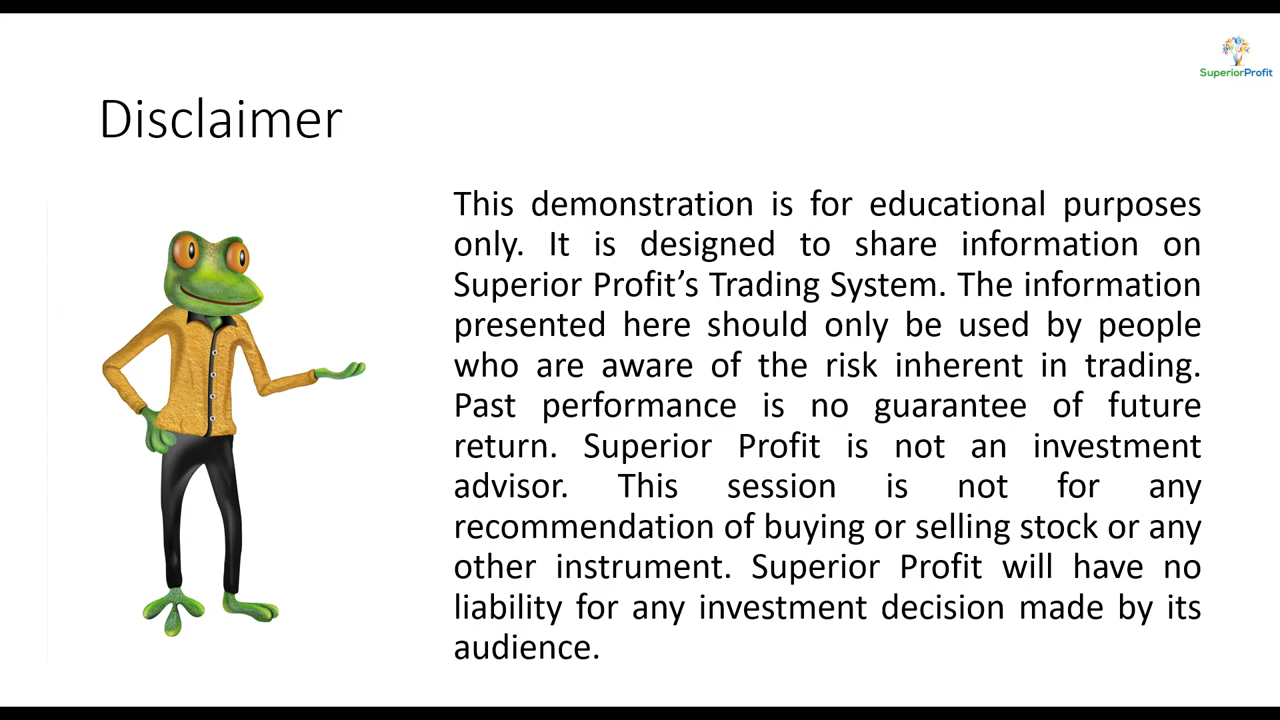 SuperiorProfit
Disclaimer
This demonstration is for educational purposes
only. It is designed to share information on
Superior Profit’s Trading System. The information
presented here should only be used by people
who are aware of the risk inherent in trading.
Past performance is no guarantee of future
return. Superior Profit is not an investment
advisor. This session is not for any
recommendation of buying or selling stock or any
other instrument. Superior Profit will have no
liability for any investment decision made by its
audience.